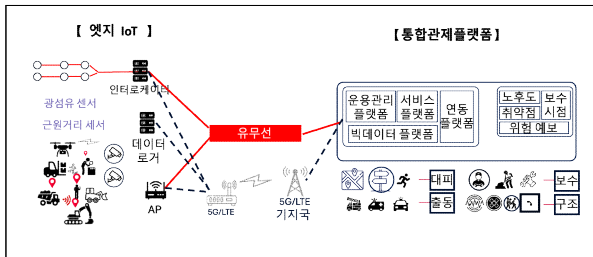 【 엣지 IoT 】
【통합관제플랫폼】
인터로케이터
광섬유 센서
근원거리 세서
데이터
로거
AP
유무선
5G/LTE
5G/LTE
기지국
운용관리
플랫폼
서비스
플랫폼
연동
플랫폼
빅데이터 플랫폼
노후도
취약점
보수
시점
위험 예보
대피
출동
보수
구조